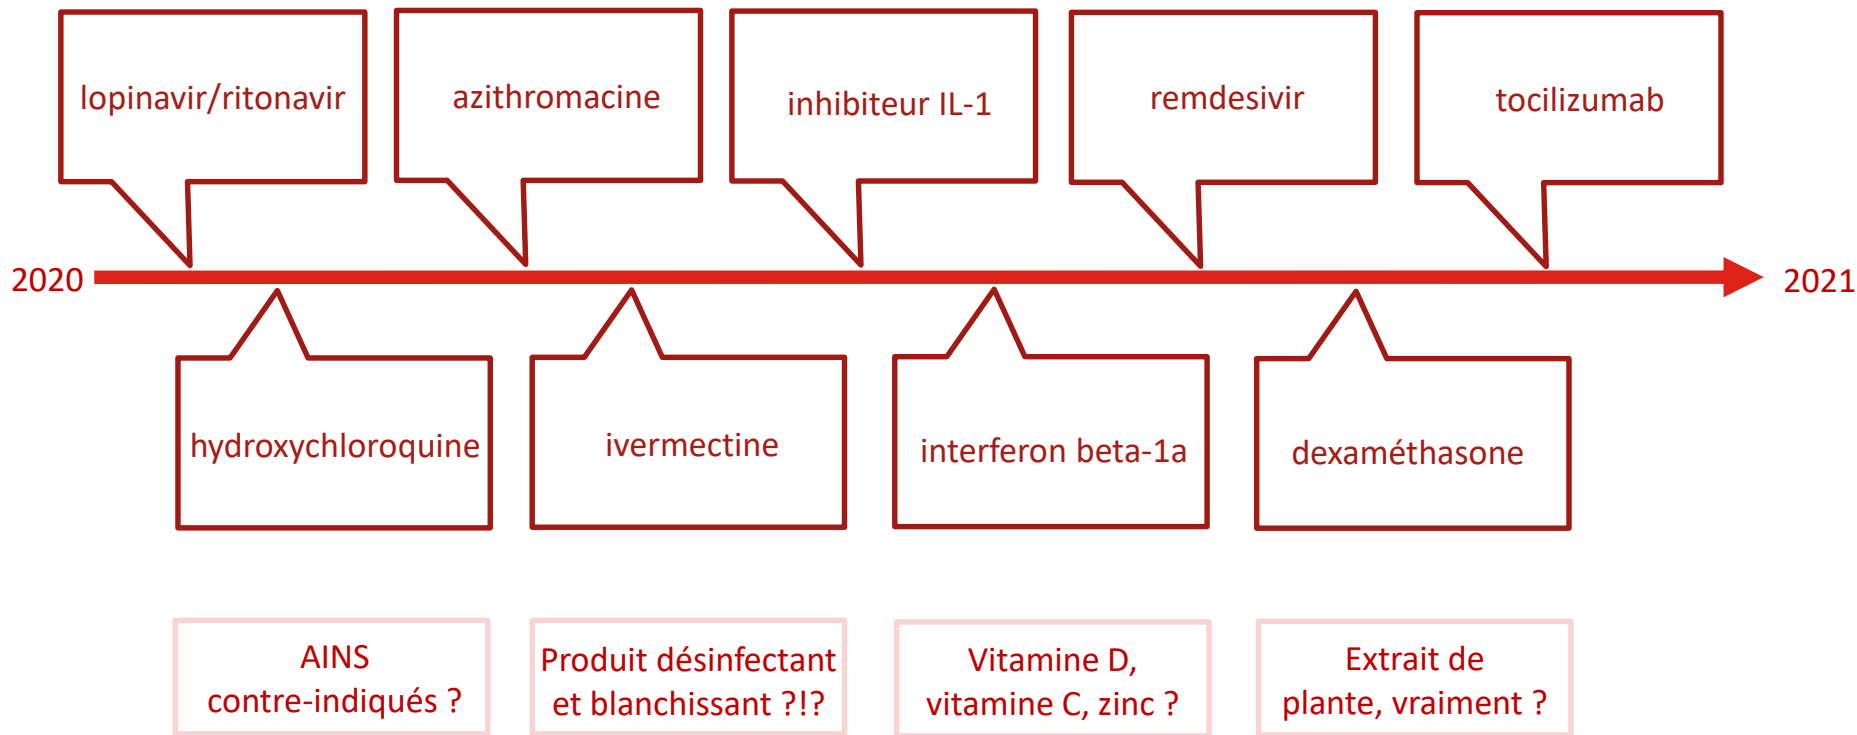 lopinavir/ritonavir
azithromacine
inhibiteur IL-1
remdesivir
tocilizumab
2020
2021
hydroxychloroquine
ivermectine
interferon beta-1a
dexaméthasone
AINS
contre-indiqués ?
Produit désinfectant
et blanchissant ?!?
Vitamine D,
vitamine C, zinc ?
Extrait de
plante, vraiment ?